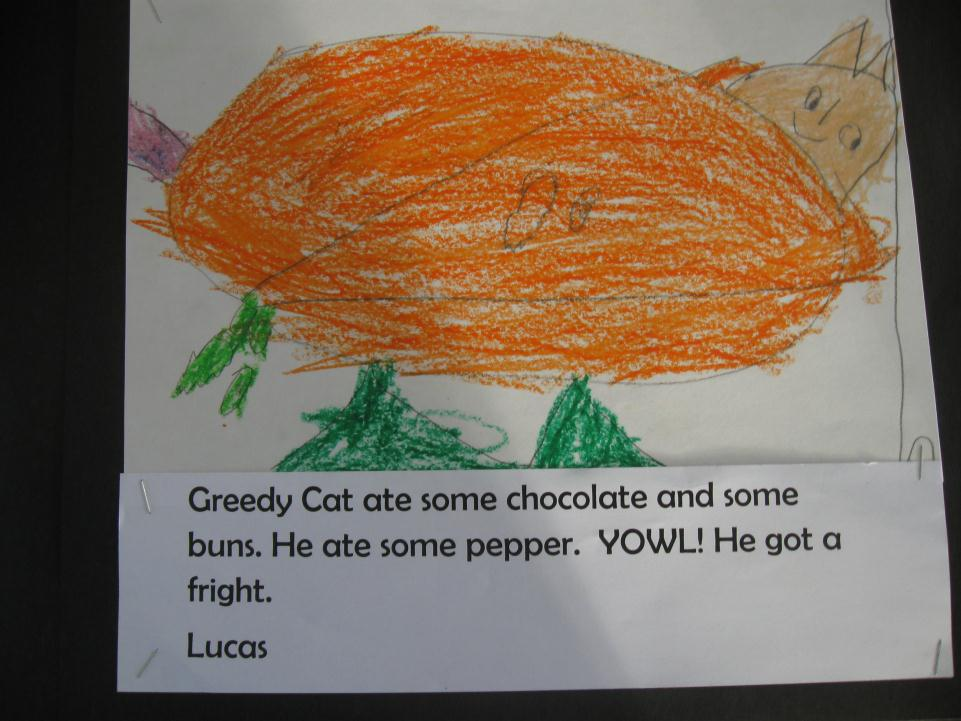 Greedy Cat ate some chocolate and some
buns. He ate some pepper.  YOWL! He got a
fright.
Lucas